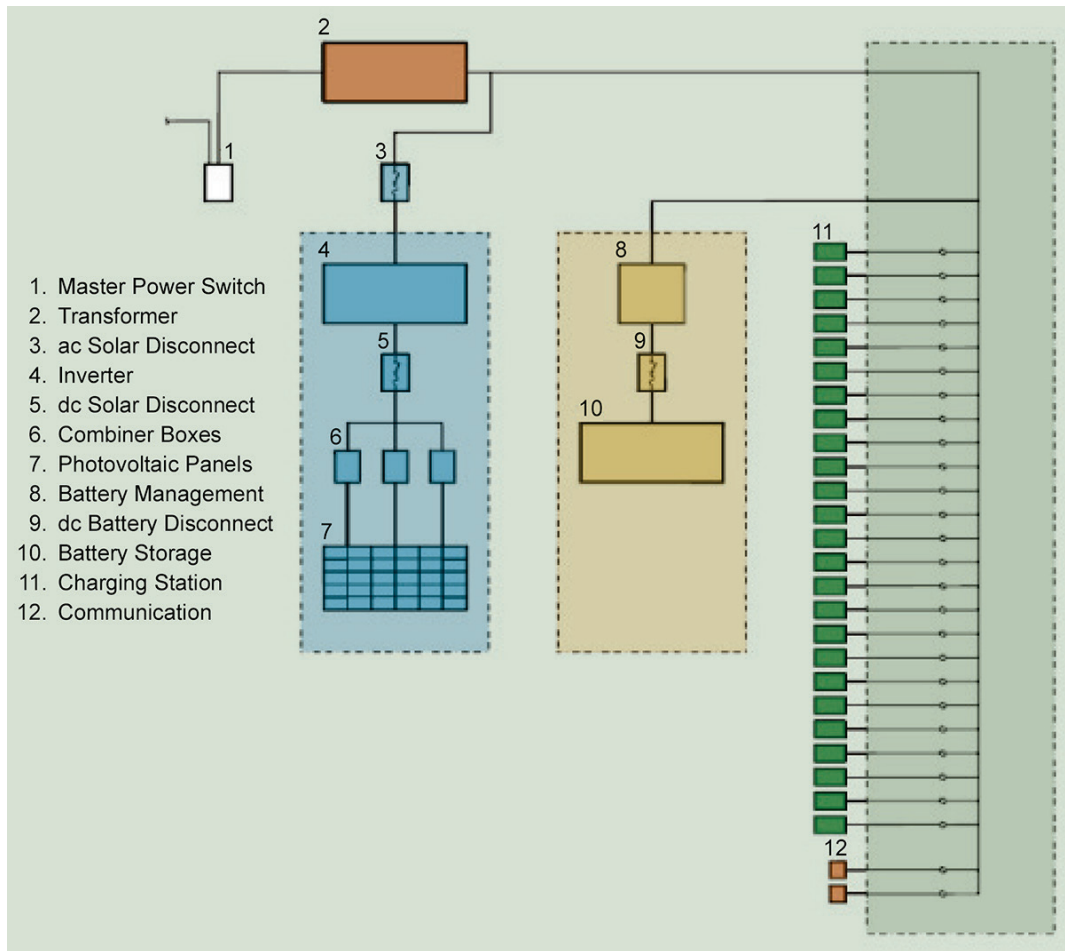 2
1
3
11
4
8
1. Master Power Switch
2. Transformer
3. ac Solar Disconnect
4. Inverter
5. dc Solar Disconnect
6. Combiner Boxes
7. Photovoltaic Panels
8. Battery Management
9. dc Battery Disconnect
10. Battery Storage
11. Charging Station
12. Communication
5
9
10
6
7
12